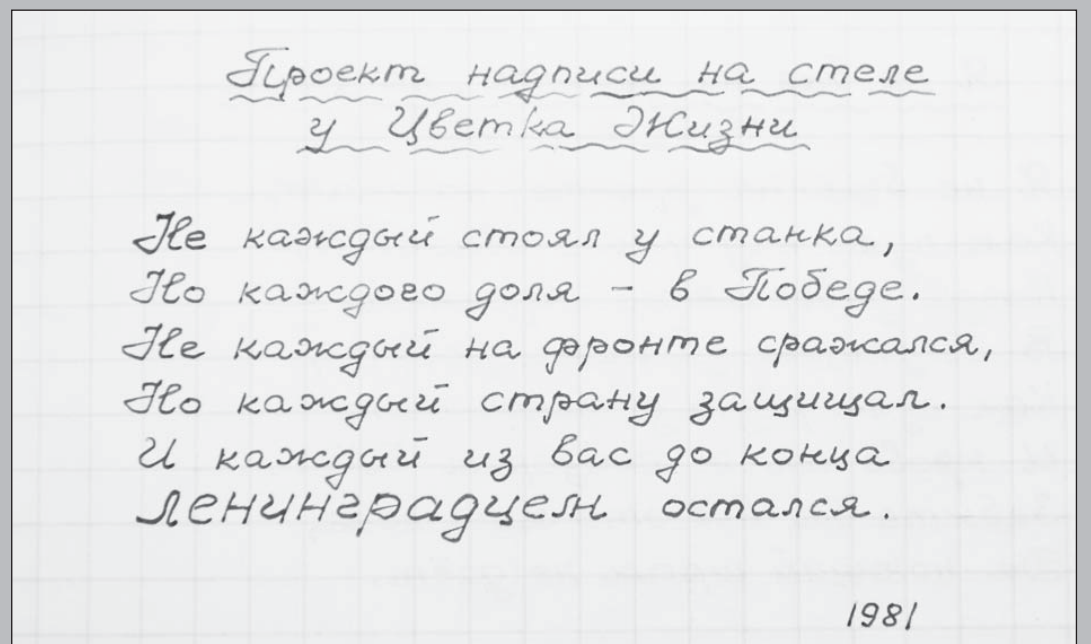 Проект надписи на стеле
у Цветка Жизни
Не каждый стоял у станка,
Но каждого доля - в Победе.
Не каждый на фронте сражался,
Но каждый страну защищал.
И каждый из вас до конца
ЛЕНИНГРАДЦЕМ остался.
1981